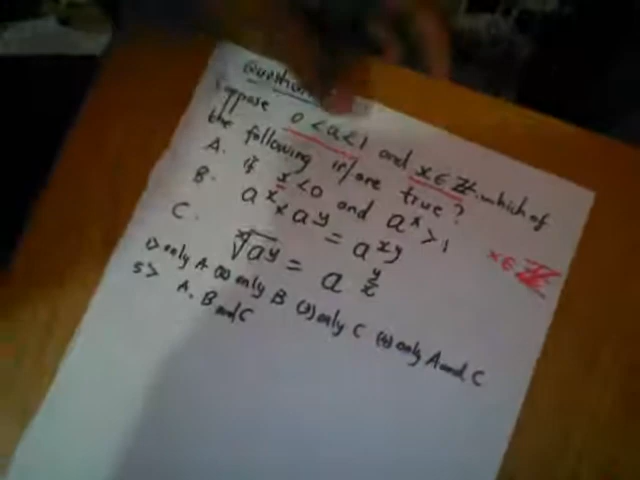 Question
Suppose 0 < a < 1 and x ∈ ℤ. which of
the following is/are true?
A. if x < 0 and a^x > 1
B. a^x × a^y = a^xy
C. ˣ√a^y = a^(y/x)
1) only A (2) only B (3) only C (4) only A and C
5) A, B and C
x ∈ ℤ